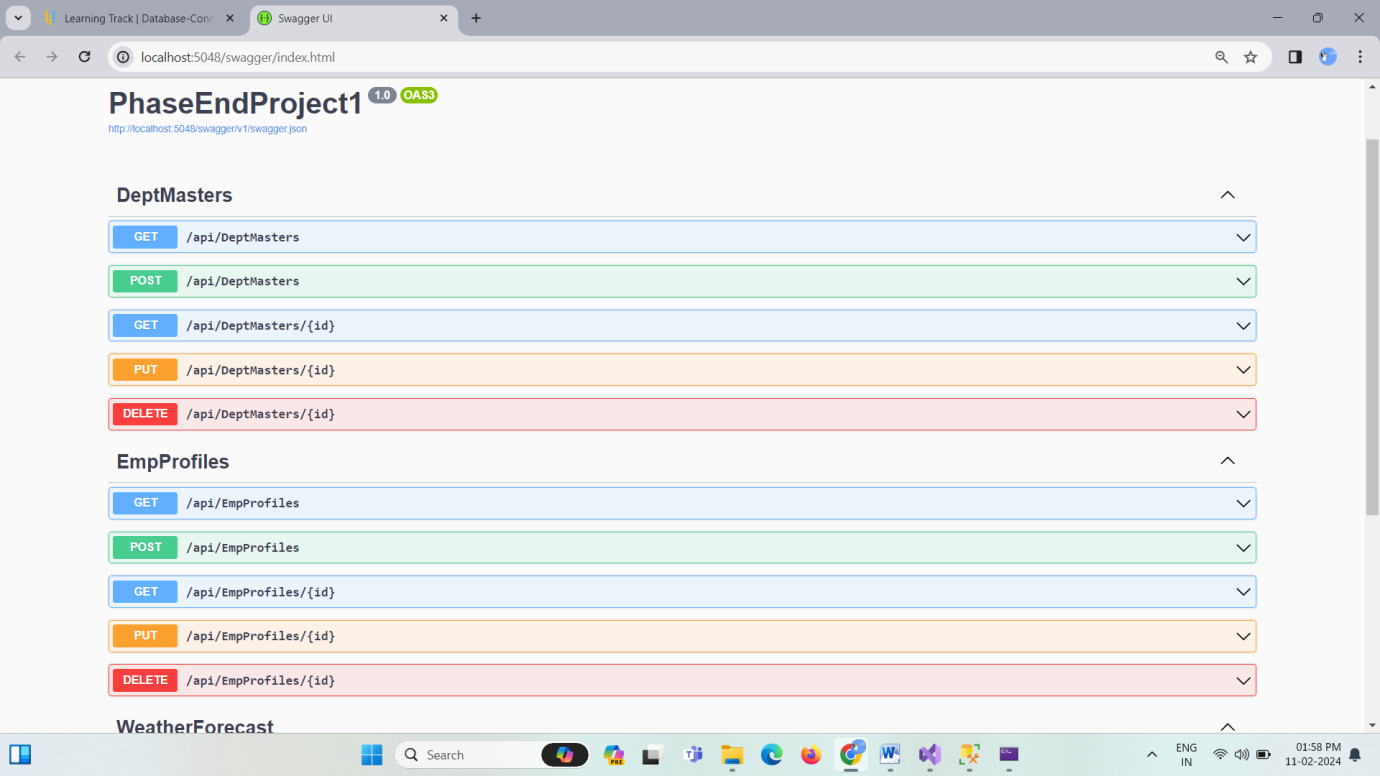 Learning Track | Database-Conn
Swagger UI
localhost:5048/swagger/index.html
PhaseEndProject1 1.0 OAS3
http://localhost:5048/swagger/v1/swagger.json
DeptMasters
GET /api/DeptMasters
POST /api/DeptMasters
GET /api/DeptMasters/{id}
PUT /api/DeptMasters/{id}
DELETE /api/DeptMasters/{id}
EmpProfiles
GET /api/EmpProfiles
POST /api/EmpProfiles
GET /api/EmpProfiles/{id}
PUT /api/EmpProfiles/{id}
DELETE /api/EmpProfiles/{id}
WeatherForecast
Search
PRE
ENG
IN
01:58 PM
11-02-2024